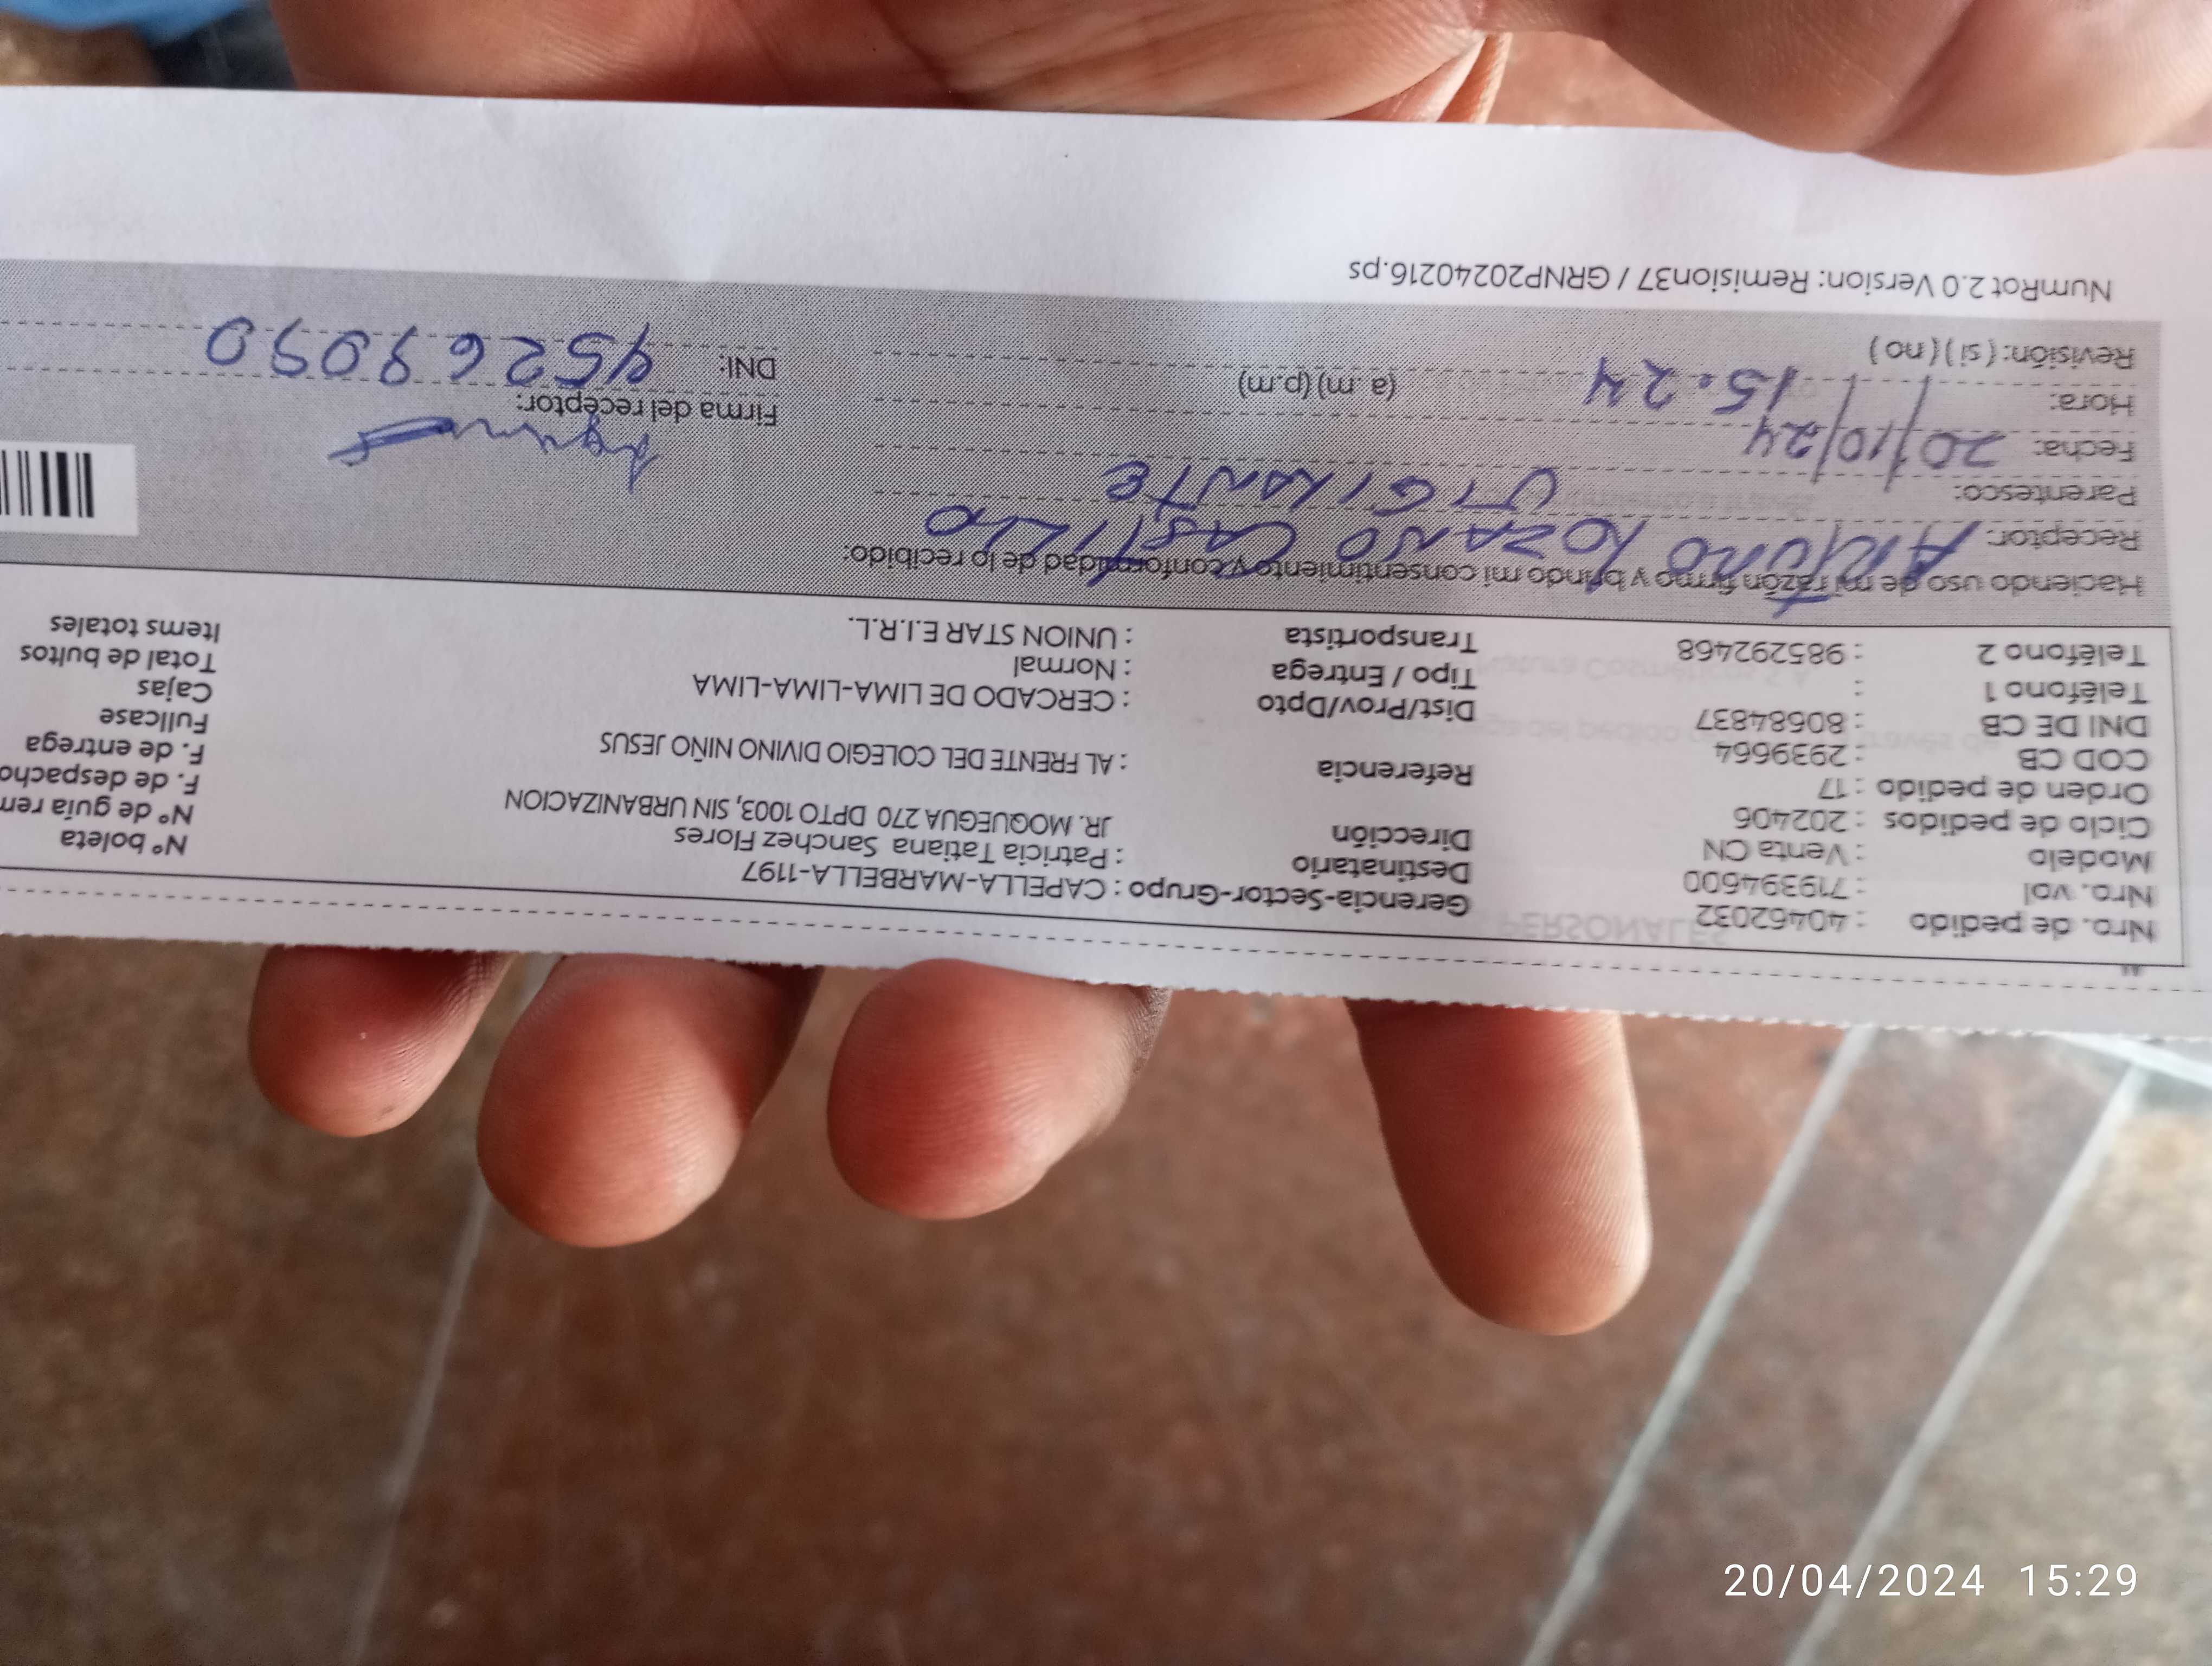 Nro. de pedido : 40462032
Nro. vol : 719394600
Modelo : Venta CN
Ciclo de pedidos : 202406
Orden de pedido : 17
COD CB : 2939664
DNI DE CB : 80684837
Teléfono 1 :
Teléfono 2 : 985292468
Gerencia-Sector-Grupo : CAPELLA-MARBELLA-1197
Destinatario : Patricia Tatiana Sanchez Flores
Dirección JR. MOQUEGUA 270 DPTO 1003, SIN URBANIZACION
Referencia : AL FRENTE DEL COLEGIO DIVINO NIÑO JESUS
Dist/Prov/Dpto : CERCADO DE LIMA-LIMA-LIMA
Tipo / Entrega : Normal
Transportista : UNION STAR E.I.R.L.
N° boleta
N° de guía rem
F. de despacho
F. de entrega
Fullcase
Cajas
Total de bultos
Items totales
Haciendo uso de mi razón firmo y brindo mi consentimiento y conformidad de lo recibido:
Receptor: ARTURO LOZANO CASTILLO
Parentesco: VIGILANTE
Fecha: 20/10/24
Hora: 15.24 (a.m) (p.m)
Revisión: ( si ) ( no )
Firma del receptor:
DNI: 45269090
NumRot 2.0 Version: Remision37 / GRNP20240216.ps
PERSONALES
20/04/2024 15:29